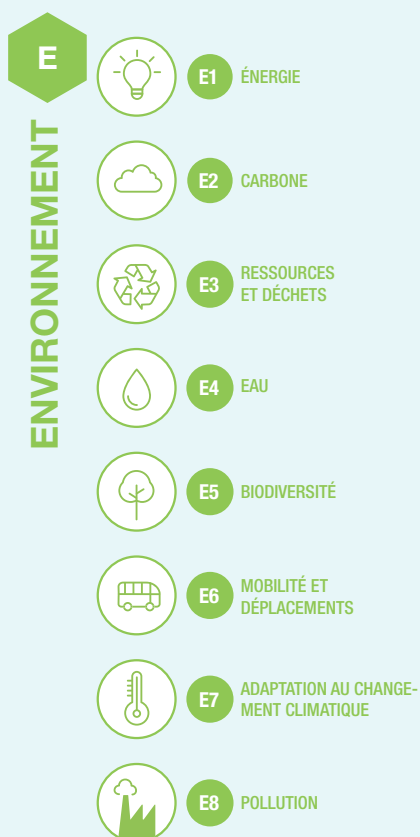 E
ENVIRONNEMENT
E1 ÉNERGIE
E2 CARBONE
E3 RESSOURCES
ET DÉCHETS
E4 EAU
E5 BIODIVERSITÉ
E6 MOBILITÉ ET
DÉPLACEMENTS
E7 ADAPTATION AU CHANGE-
MENT CLIMATIQUE
E8 POLLUTION